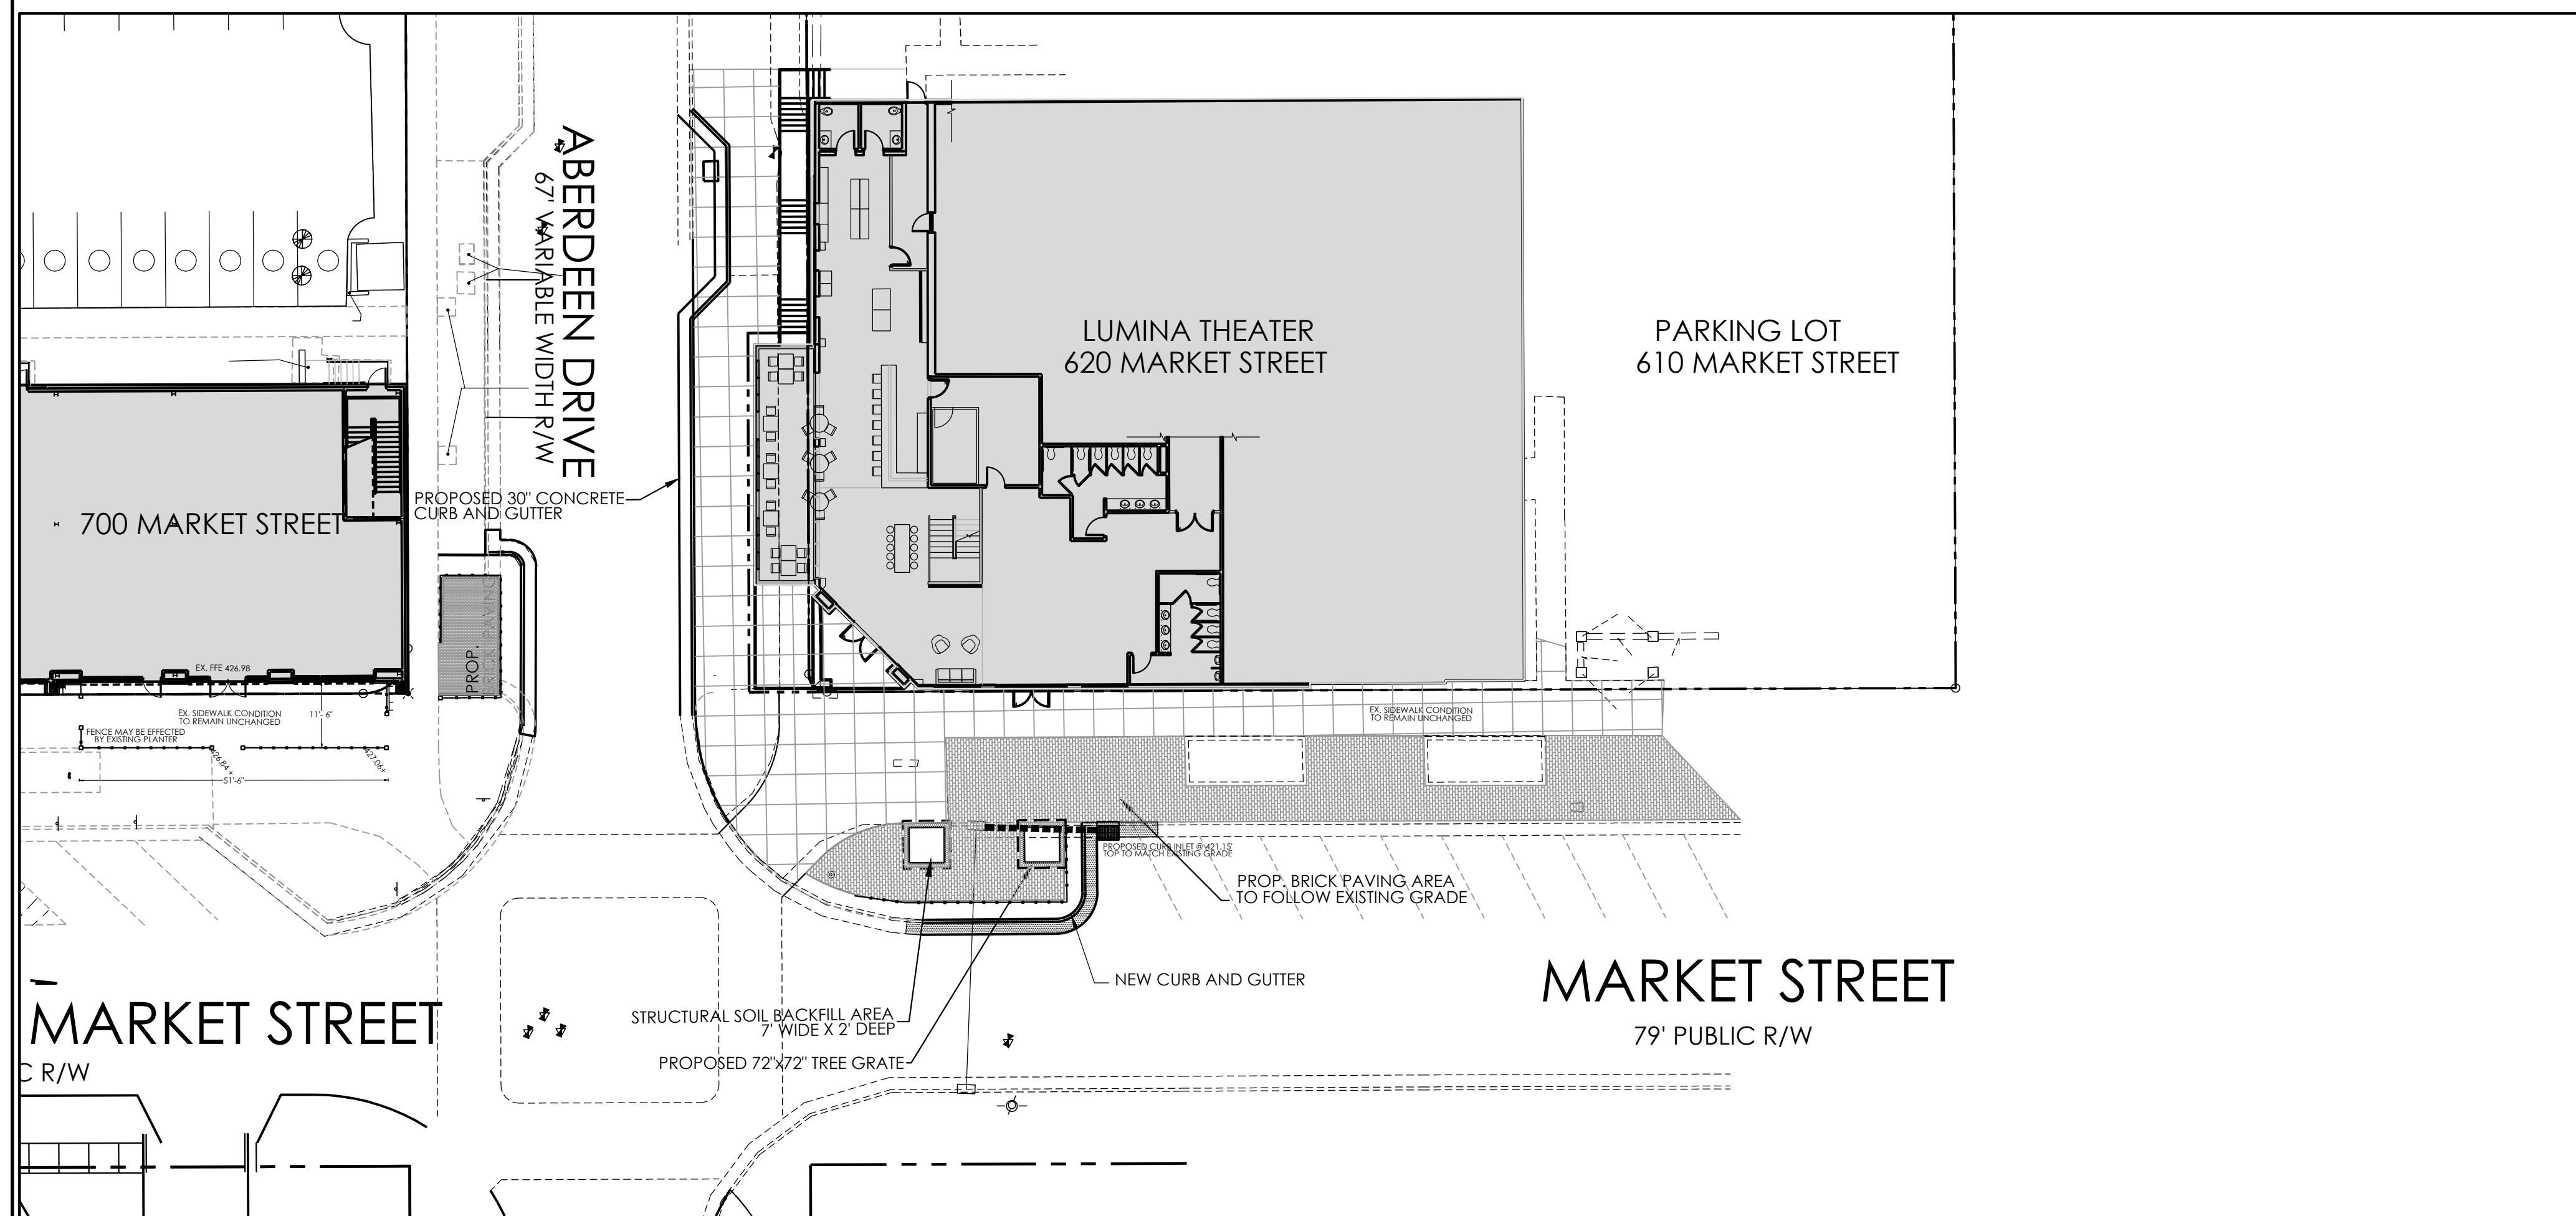 ABERDEEN DRIVE
67' VARIABLE WIDTH R/W
LUMINA THEATER
620 MARKET STREET
PARKING LOT
610 MARKET STREET
PROPOSED 30" CONCRETE
CURB AND GUTTER
700 MARKET STREET
PROP.
BRICK PAVING
EX. FFE 426.98
EX. SIDEWALK CONDITION
TO REMAIN UNCHANGED
11'- 6"
FENCE MAY BE EFFECTED
BY EXISTING PLANTER
426.84 +
427.06+
51'-6"
EX. SIDEWALK CONDITION
TO REMAIN UNCHANGED
PROPOSED CURB INLET @ 421.15'
TOP TO MATCH EXISTING GRADE
PROP. BRICK PAVING AREA
TO FOLLOW EXISTING GRADE
NEW CURB AND GUTTER
STRUCTURAL SOIL BACKFILL AREA
7' WIDE X 2' DEEP
PROPOSED 72"x72" TREE GRATE
MARKET STREET
79' PUBLIC R/W
MARKET STREET
C R/W